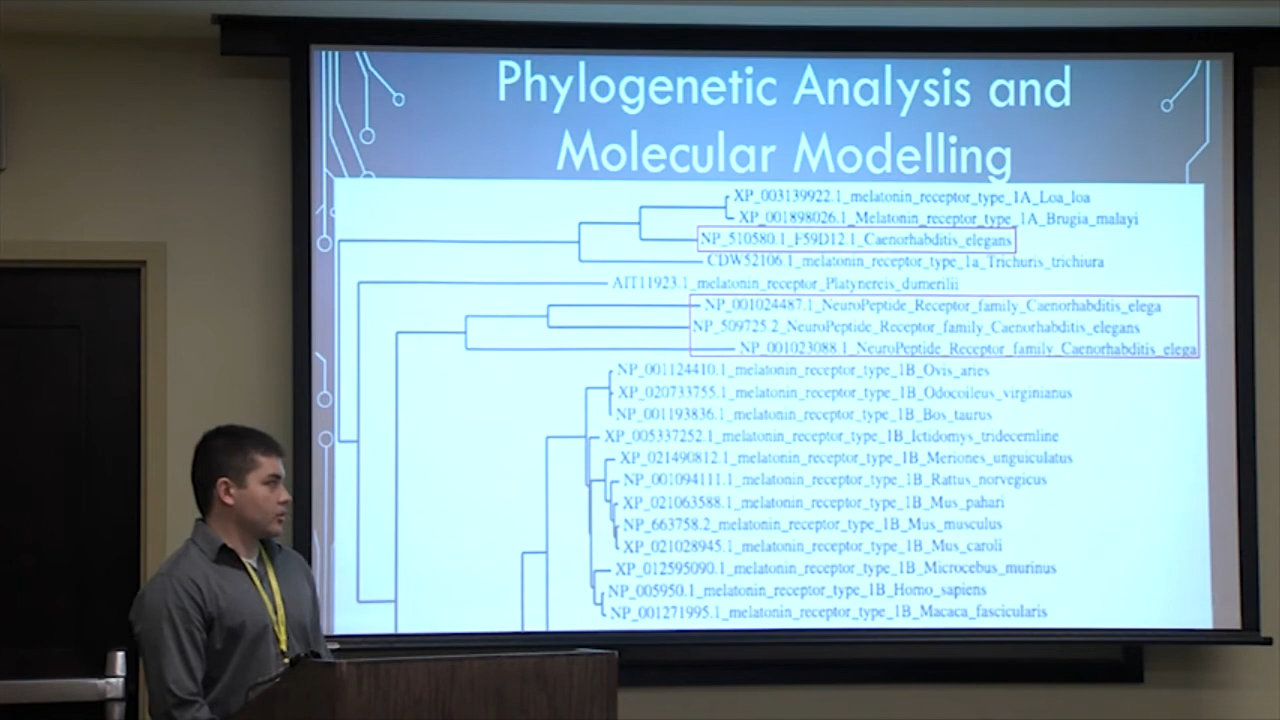 Phylogenetic Analysis and
Molecular Modelling
XP_003139922.1_melatonin_receptor_type_1A_Loa_loa
XP_001898026.1_Melatonin_receptor_type_1A_Brugia_malayi
NP_510580.1_F59D12.1_Caenorhabditis_elegans
CDW52106.1_melatonin_receptor_type_1a_Trichuris_trichiura
AIT11923.1_melatonin_receptor_Platynereis_dumerilii
NP_001024487.1_NeuroPeptide_Receptor_family_Caenorhabditis_elega
NP_509725.2_NeuroPeptide_Receptor_family_Caenorhabditis_elegans
NP_001023088.1_NeuroPeptide_Receptor_family_Caenorhabditis_elega
NP_001124410.1_melatonin_receptor_type_1B_Ovis_aries
XP_020733755.1_melatonin_receptor_type_1B_Odocoileus_virginianus
NP_001193836.1_melatonin_receptor_type_1B_Bos_taurus
XP_005337252.1_melatonin_receptor_type_1B_Ictidomys_tridecemline
XP_021490812.1_melatonin_receptor_type_1B_Meriones_unguiculatus
NP_001094111.1_melatonin_receptor_type_1B_Rattus_norvegicus
XP_021063588.1_melatonin_receptor_type_1B_Mus_pahari
NP_663758.2_melatonin_receptor_type_1B_Mus_musculus
XP_021028945.1_melatonin_receptor_type_1B_Mus_caroli
XP_012595090.1_melatonin_receptor_type_1B_Microcebus_murinus
NP_005950.1_melatonin_receptor_type_1B_Homo_sapiens
NP_001271995.1_melatonin_receptor_type_1B_Macaca_fascicularis